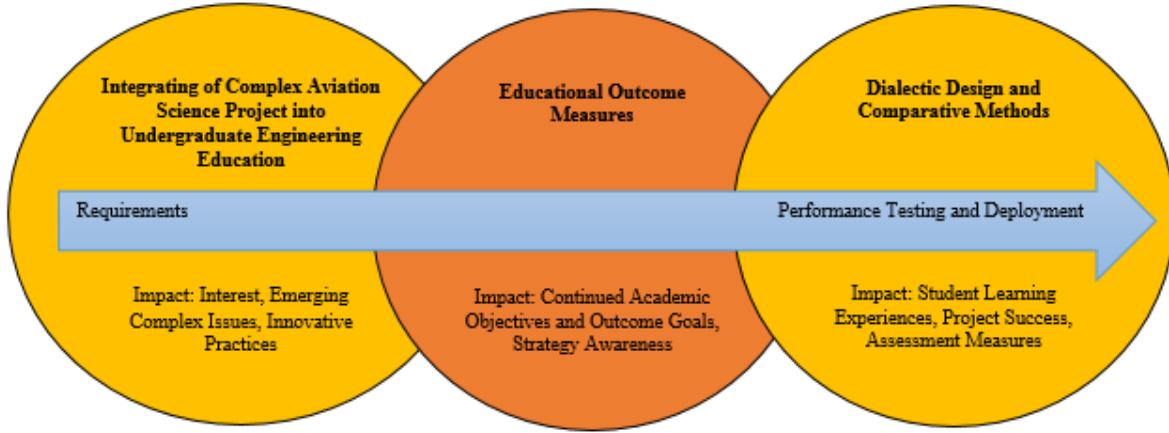 Integrating of Complex Aviation
Science Project into
Undergraduate Engineering
Education
Educational Outcome
Measures
Dialectic Design and
Comparative Methods
Requirements
Performance Testing and Deployment
Impact: Interest, Emerging
Complex Issues, Innovative
Practices
Impact: Continued Academic
Objectives and Outcome Goals,
Strategy Awareness
Impact: Student Learning
Experiences, Project Success,
Assessment Measures